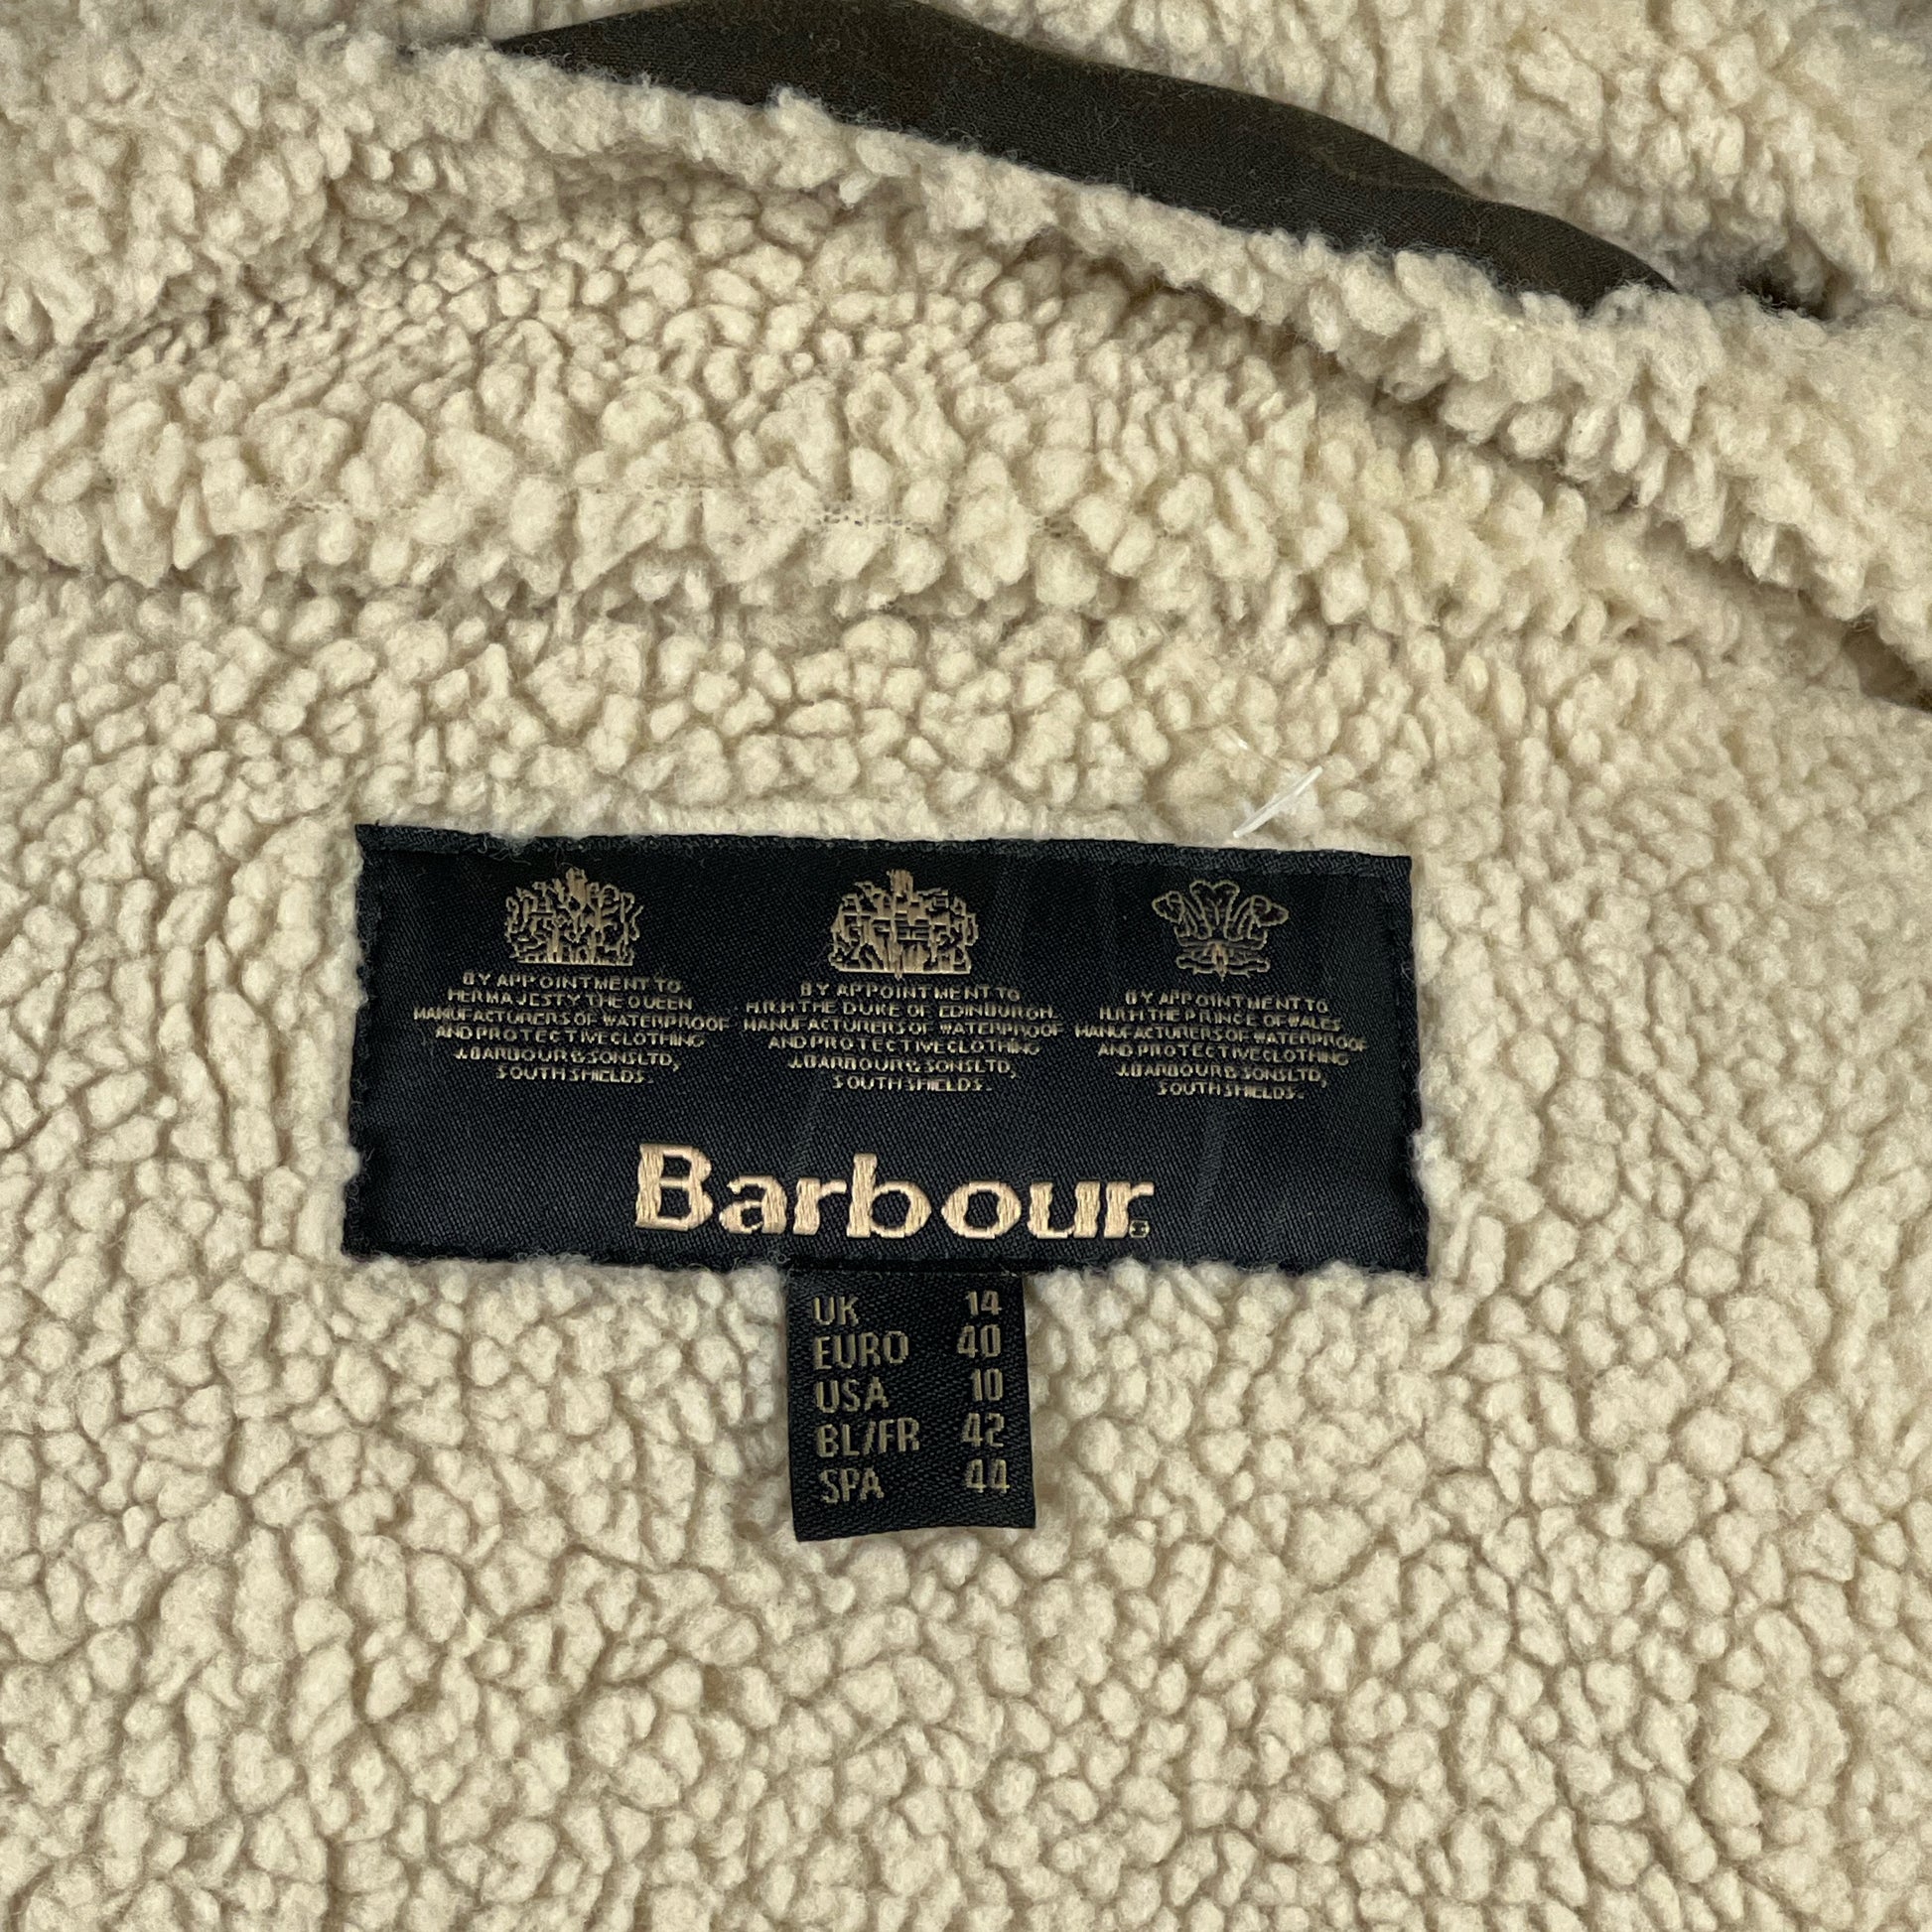 BY APPOINTMENT TO
HER MAJESTY THE QUEEN
MANUFACTURERS OF WATERPROOF
AND PROTECTIVE CLOTHING
J.BARBOUR & SONS LTD,
SOUTH SHIELDS.
BY APPOINTMENT TO
H.R.H THE DUKE OF EDINBURGH
MANUFACTURERS OF WATERPROOF
AND PROTECTIVE CLOTHING
J.BARBOUR & SONS LTD,
SOUTH SHIELDS.
BY APPOINTMENT TO
H.R.H THE PRINCE OF WALES
MANUFACTURERS OF WATERPROOF
AND PROTECTIVE CLOTHING
J.BARBOUR & SONS LTD,
SOUTH SHIELDS.
Barbour
UK 14
EURO 40
USA 10
BL/FR 42
SPA 44